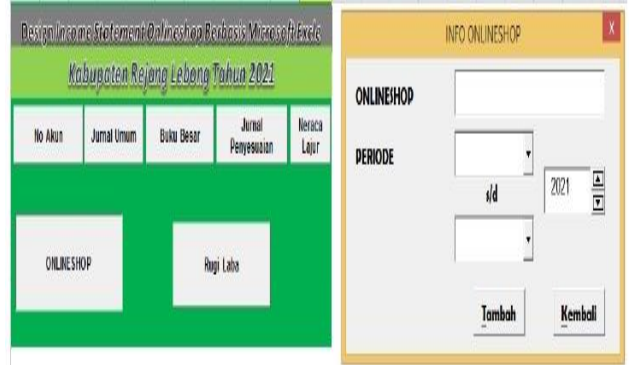 Design Income Statement Onlineshop Berbasis Microsoft Exsle
Kabupaten Rejang Lebong Tahun 2021
No Akun
Jurnal Umum
Buku Besar
Jurnal
Penyesuaian
Neraca
Lajur
ONLINESHOP
Rugi Laba
INFO ONLINESHOP
X
ONLINESHOP
PERIODE
s/d
2021
Tambah
Kembali